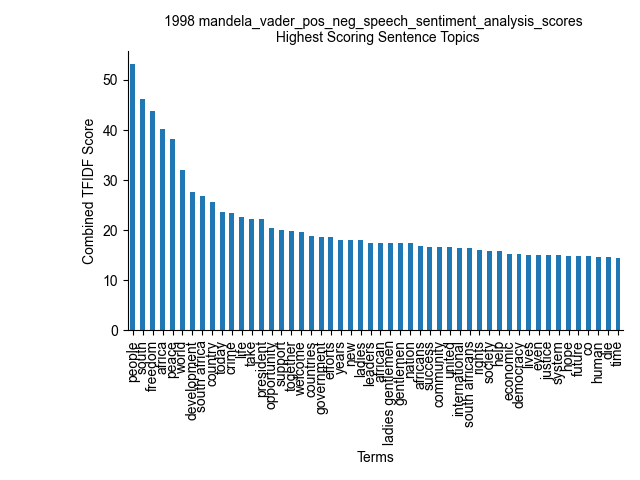 1998 mandela_vader_pos_neg_speech_sentiment_analysis_scores
Highest Scoring Sentence Topics
Combined TFIDF Score
50
40
30
20
10
0
people
south
freedom
africa
peace
world
development
south africa
country
today
crime
life
take
president
opportunity
support
together
welcome
countries
government
efforts
years
new
ladies
leaders
african
ladies gentlemen
gentlemen
nation
africans
success
community
united
international
south africans
rights
society
help
economic
democracy
lives
even
justice
system
hope
future
co
human
die
time
Terms